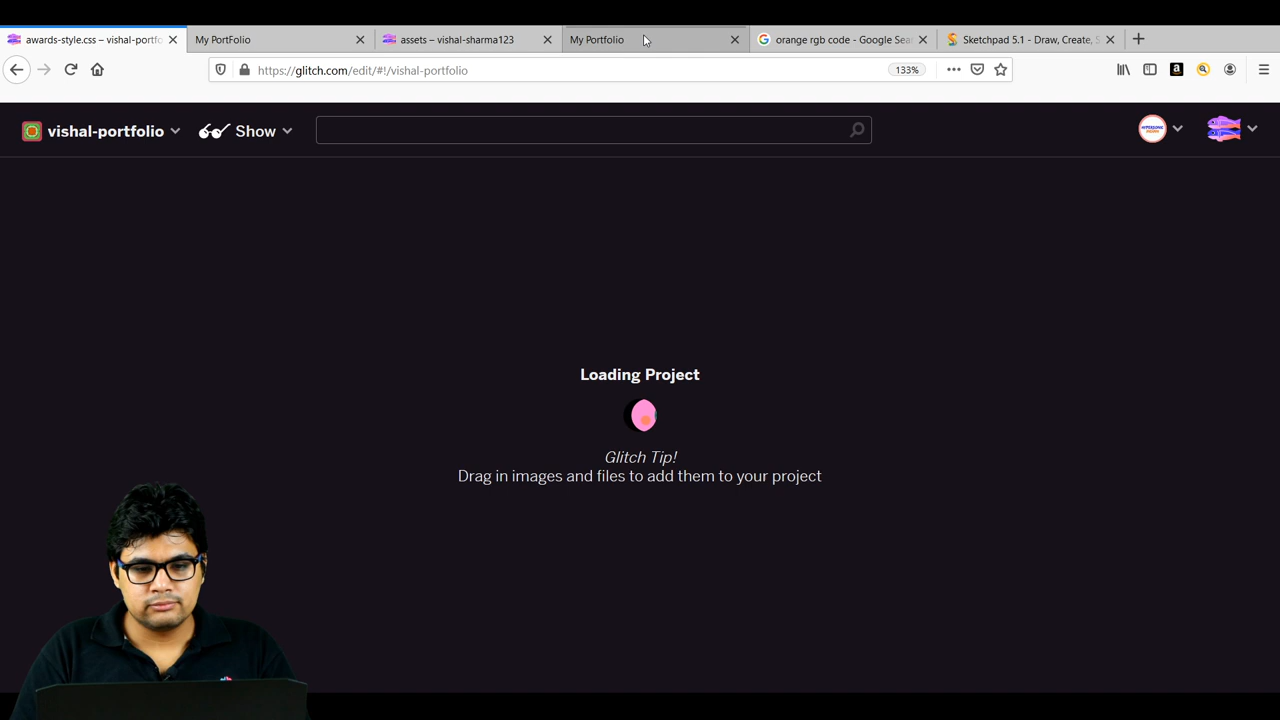 awards-style.css – vishal-portfo
My PortFolio
assets – vishal-sharma123
My Portfolio
orange rgb code - Google Sea
Sketchpad 5.1 - Draw, Create, S
https://glitch.com/edit/#!/vishal-portfolio
133%
vishal-portfolio
Show
Loading Project
Glitch Tip!
Drag in images and files to add them to your project